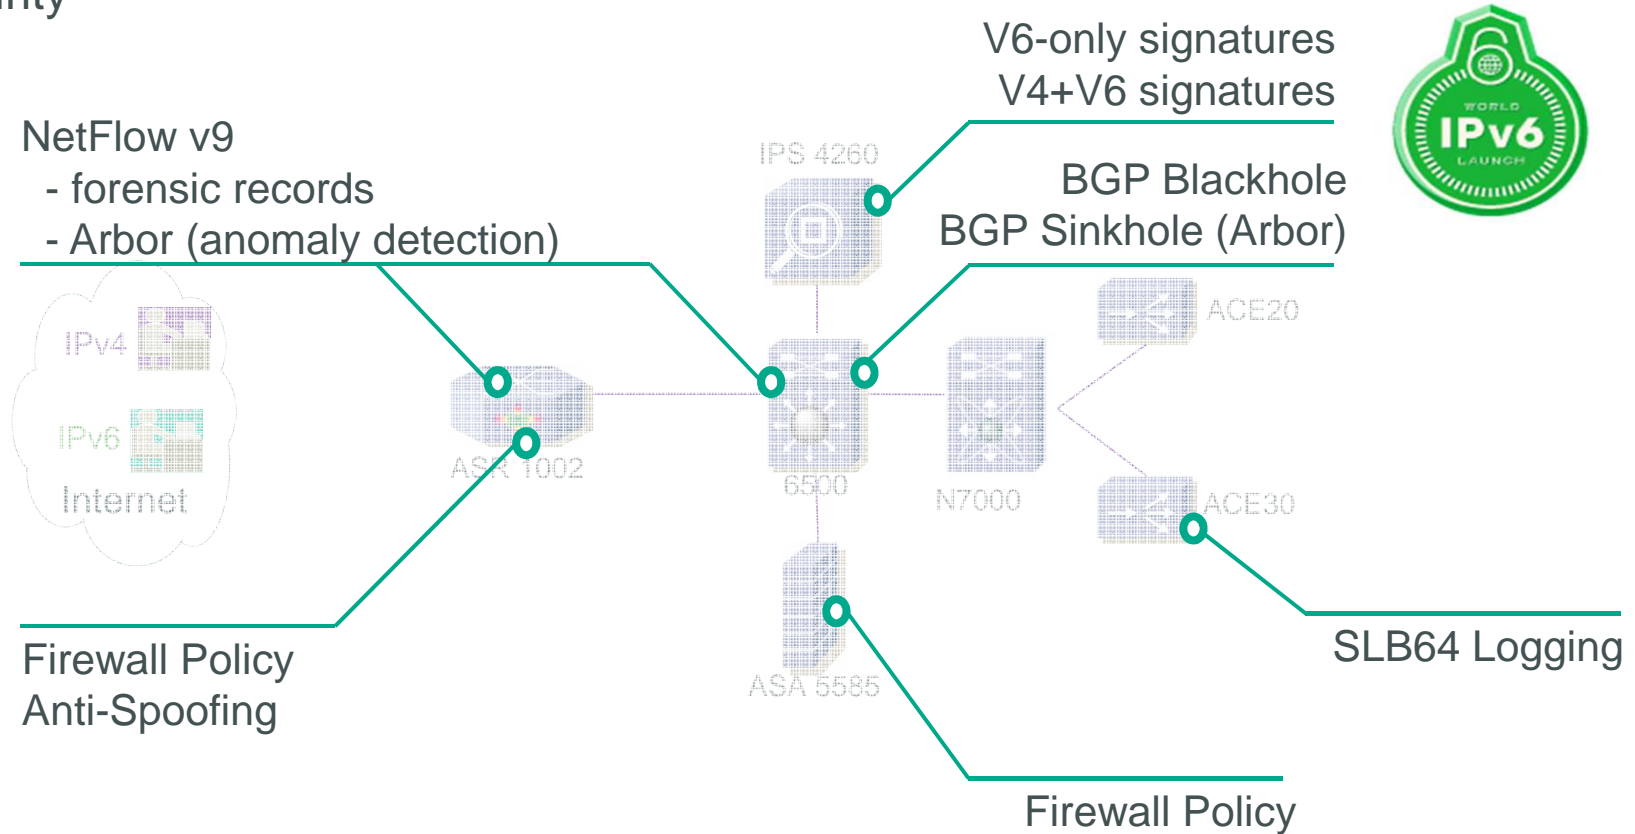 V6-only signatures
V4+V6 signatures
WORLD
IPv6
LAUNCH
NetFlow v9
- forensic records
- Arbor (anomaly detection)
IPS 4260
BGP Blackhole
BGP Sinkhole (Arbor)
ACE20
IPv4
IPv6
Internet
ASR 1002
6500
N7000
ACE30
ASA 5585
Firewall Policy
Anti-Spoofing
SLB64 Logging
Firewall Policy